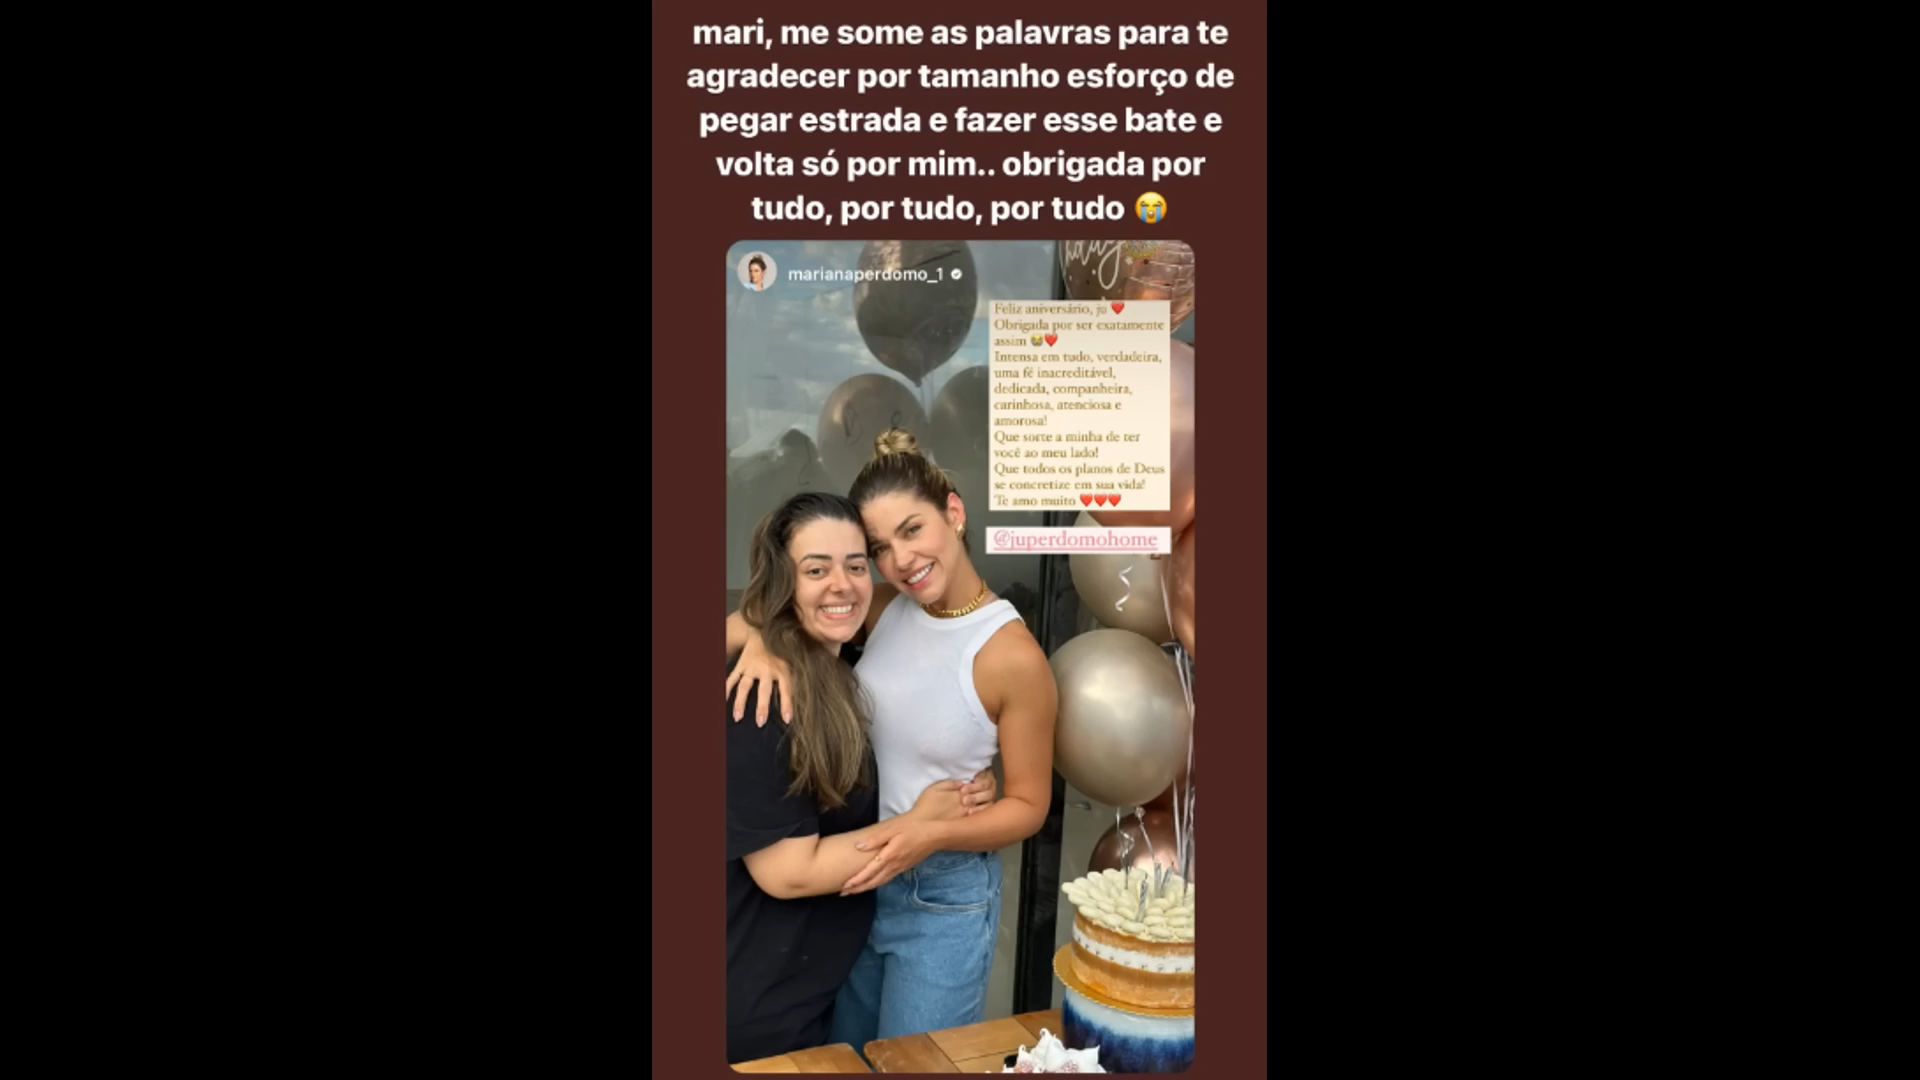 mari, me some as palavras para te
agradecer por tamanho esforço de
pegar estrada e fazer esse bate e
volta só por mim.. obrigada por
tudo, por tudo, por tudo 😭
marianaperdomo_1
Feliz aniversário, ju ❤️
Obrigada por ser exatamente
assim 😭❤️
Intensa em tudo, verdadeira,
uma fé inacreditável,
dedicada, companheira,
carinhosa, atenciosa e
amorosa!
Que sorte a minha de ter
você ao meu lado!
Que todos os planos de Deus
se concretize em sua vida!
Te amo muito ❤️❤️❤️
@juperdomohome